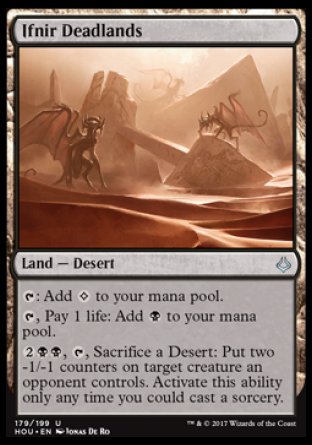 Ifnir Deadlands
Land — Desert
: Add to your mana pool.
, Pay 1 life: Add to your mana
pool.
2 , , Sacrifice a Desert: Put two
-1/-1 counters on target creature an
opponent controls. Activate this ability
only any time you could cast a sorcery.
179/199 U
HOU • EN Jonas De Ro
™ & © 2017 Wizards of the Coast